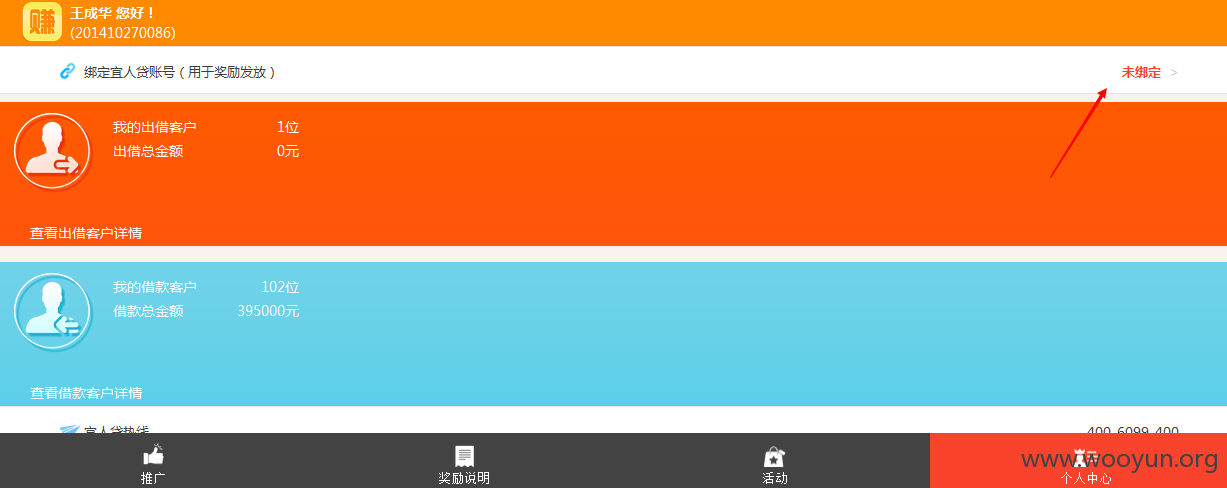 赚
王成华 您好！
(201410270086)
绑定宜人贷账号（用于奖励发放） 未绑定 >
我的出借客户 1位
出借总金额 0元
查看出借客户详情
我的借款客户 102位
借款总金额 395000元
查看借款客户详情
宜人贷热线 400-6099-400
推广 奖励说明 活动 个人中心
www.wooyun.org